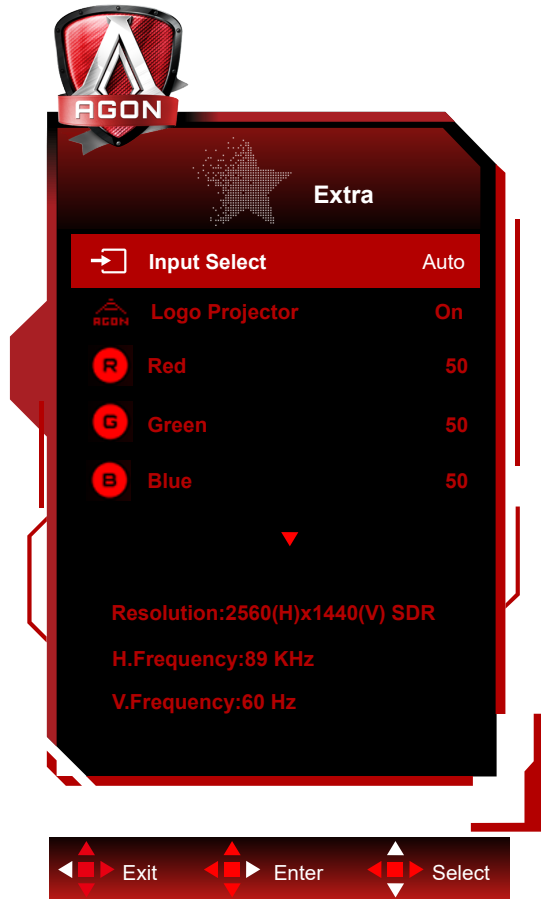 AGON
Extra
Input Select Auto
AGON Logo Projector On
R Red 50
G Green 50
B Blue 50
Resolution:2560(H)x1440(V) SDR
H.Frequency:89 KHz
V.Frequency:60 Hz
Exit Enter Select